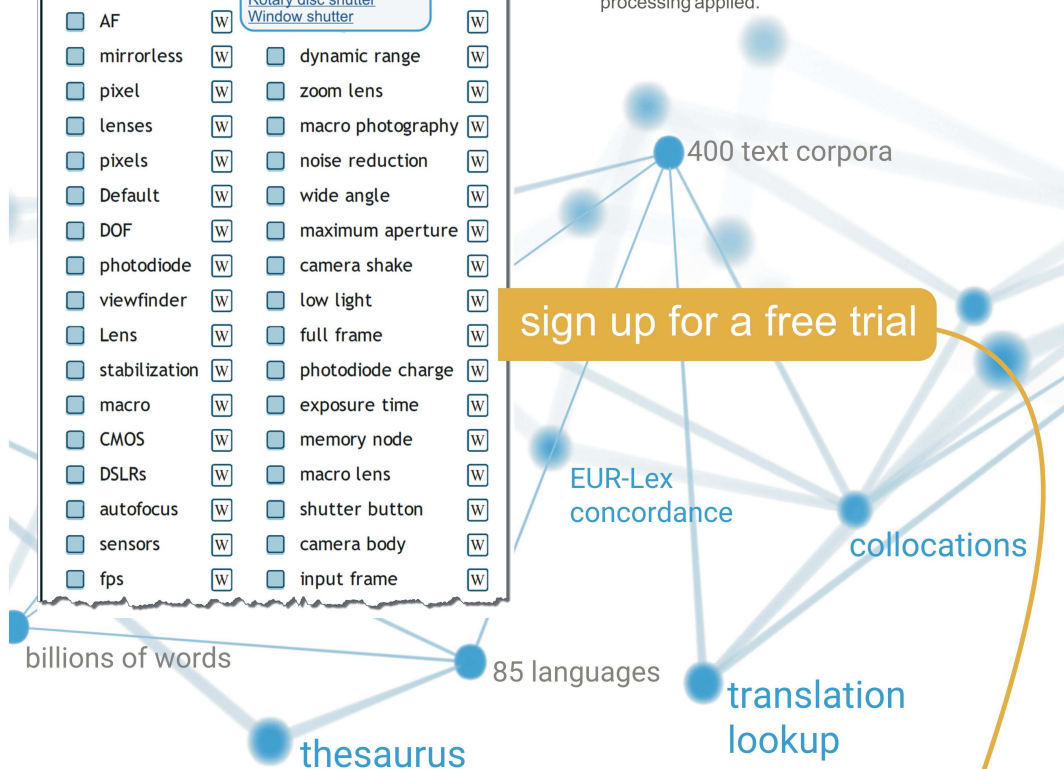 Rotary disc shutter
Window shutter
processing applied.
AF W W
mirrorless W dynamic range W
pixel W zoom lens W
lenses W macro photography W
pixels W noise reduction W
Default W wide angle W
DOF W maximum aperture W
photodiode W camera shake W
viewfinder W low light W
Lens W full frame W
stabilization W photodiode charge W
macro W exposure time W
CMOS W memory node W
DSLRs W macro lens W
autofocus W shutter button W
sensors W camera body W
fps W input frame W
400 text corpora
sign up for a free trial
EUR-Lex
concordance
collocations
billions of words
85 languages
translation
lookup
thesaurus